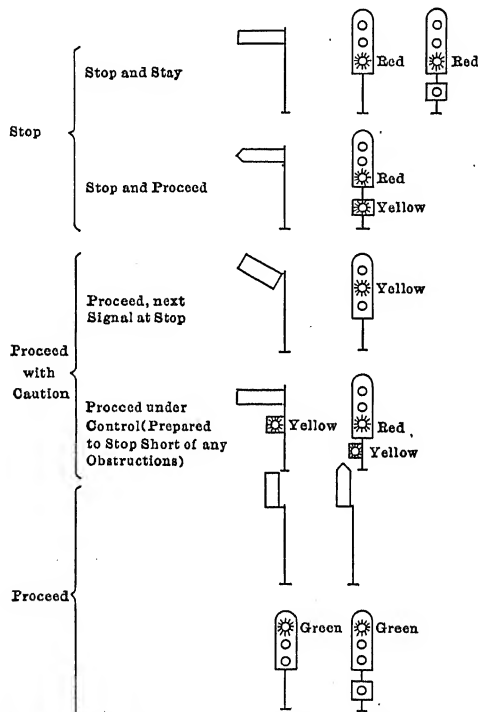 Stop
Stop and Stay
Red
Red
Stop and Proceed
Red
Yellow
Proceed
with
Caution
Proceed, next
Signal at Stop
Yellow
Proceed under
Control(Prepared
to Stop Short of any
Obstructions)
Yellow
Red
Yellow
Proceed
Green
Green